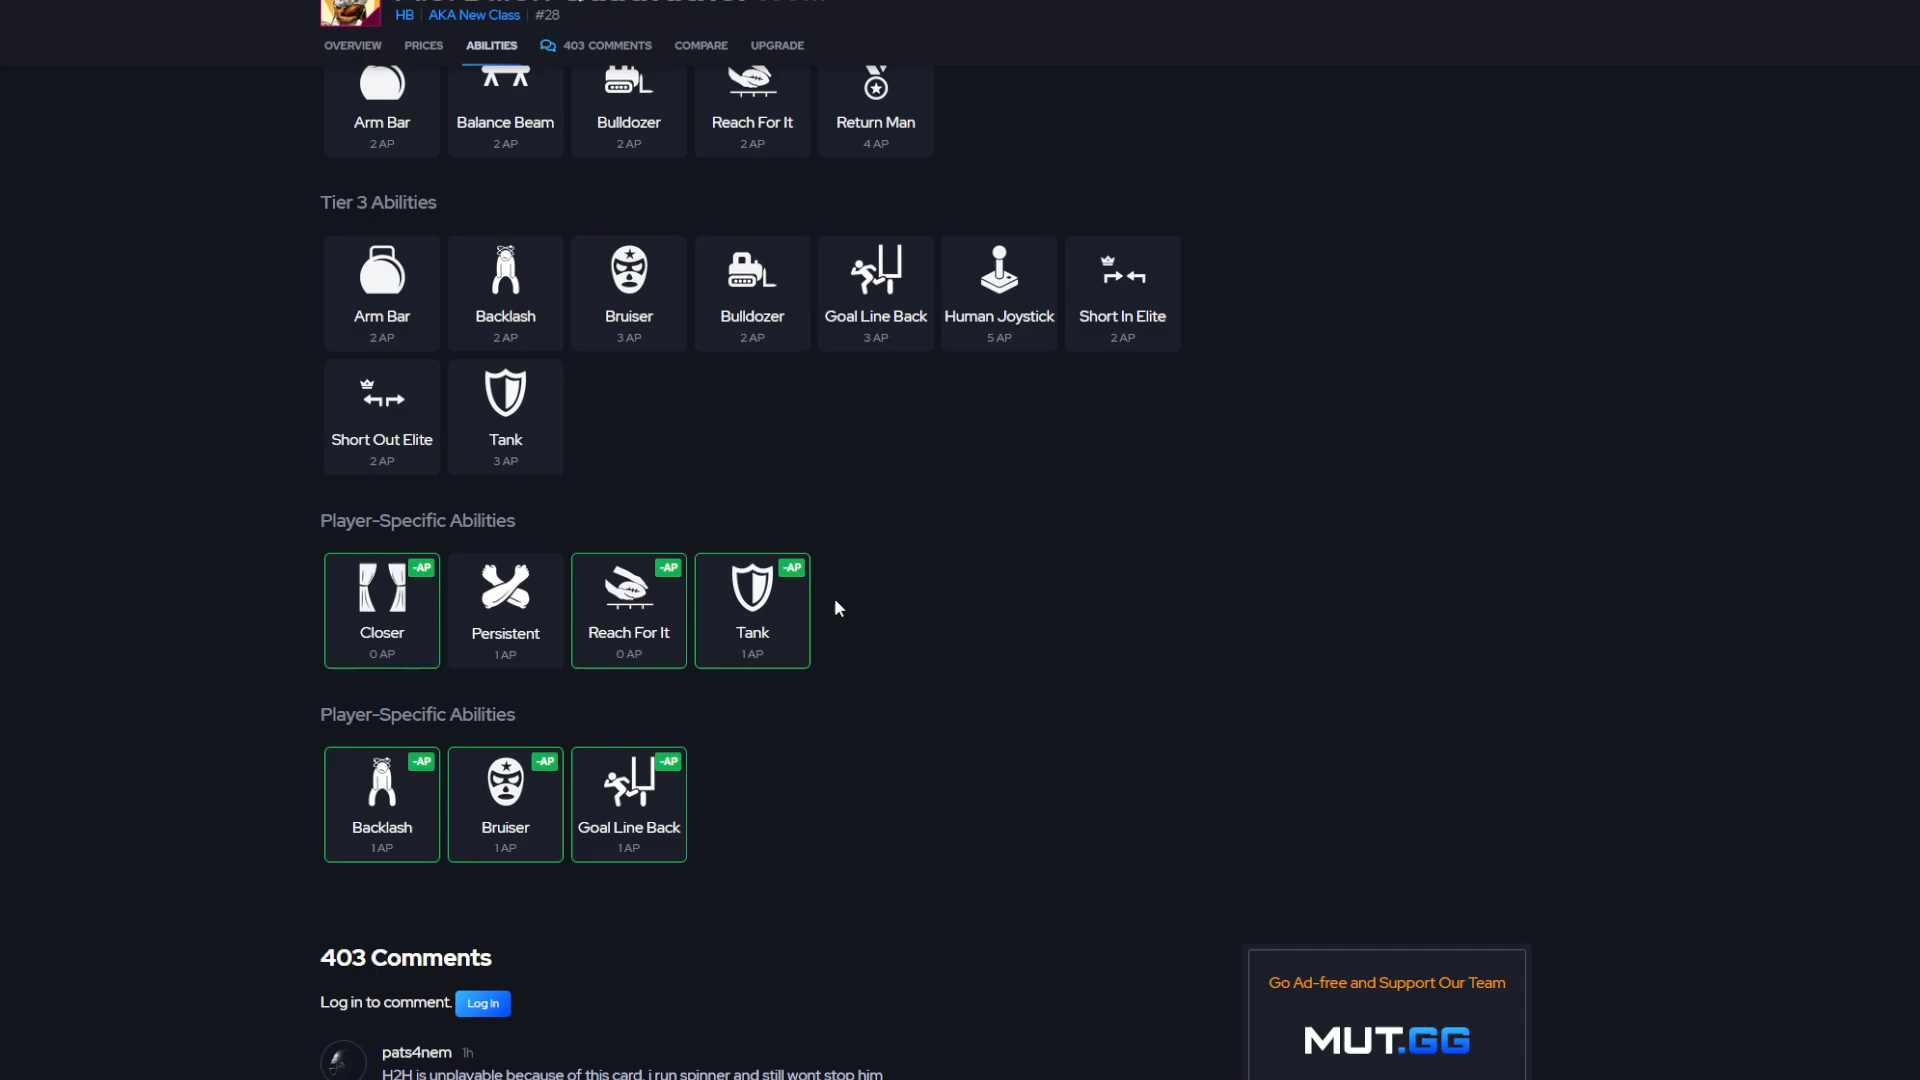 HB | AKA New Class | #28
OVERVIEW PRICES ABILITIES 403 COMMENTS COMPARE UPGRADE
Arm Bar Balance Beam Bulldozer Reach For It Return Man
2 AP 2 AP 2 AP 2 AP 4 AP
Tier 3 Abilities
Arm Bar Backlash Bruiser Bulldozer Goal Line Back Human Joystick Short In Elite
2 AP 2 AP 3 AP 2 AP 3 AP 5 AP 2 AP
Short Out Elite Tank
2 AP 3 AP
Player-Specific Abilities
-AP -AP -AP
Closer Persistent Reach For It Tank
0 AP 1 AP 0 AP 1 AP
Player-Specific Abilities
-AP -AP -AP
Backlash Bruiser Goal Line Back
1 AP 1 AP 1 AP
403 Comments
Log in to comment. Log In
Go Ad-free and Support Our Team
MUT.GG
pats4nem 1h
H2H is unplayable because of this card. i run spinner and still wont stop him